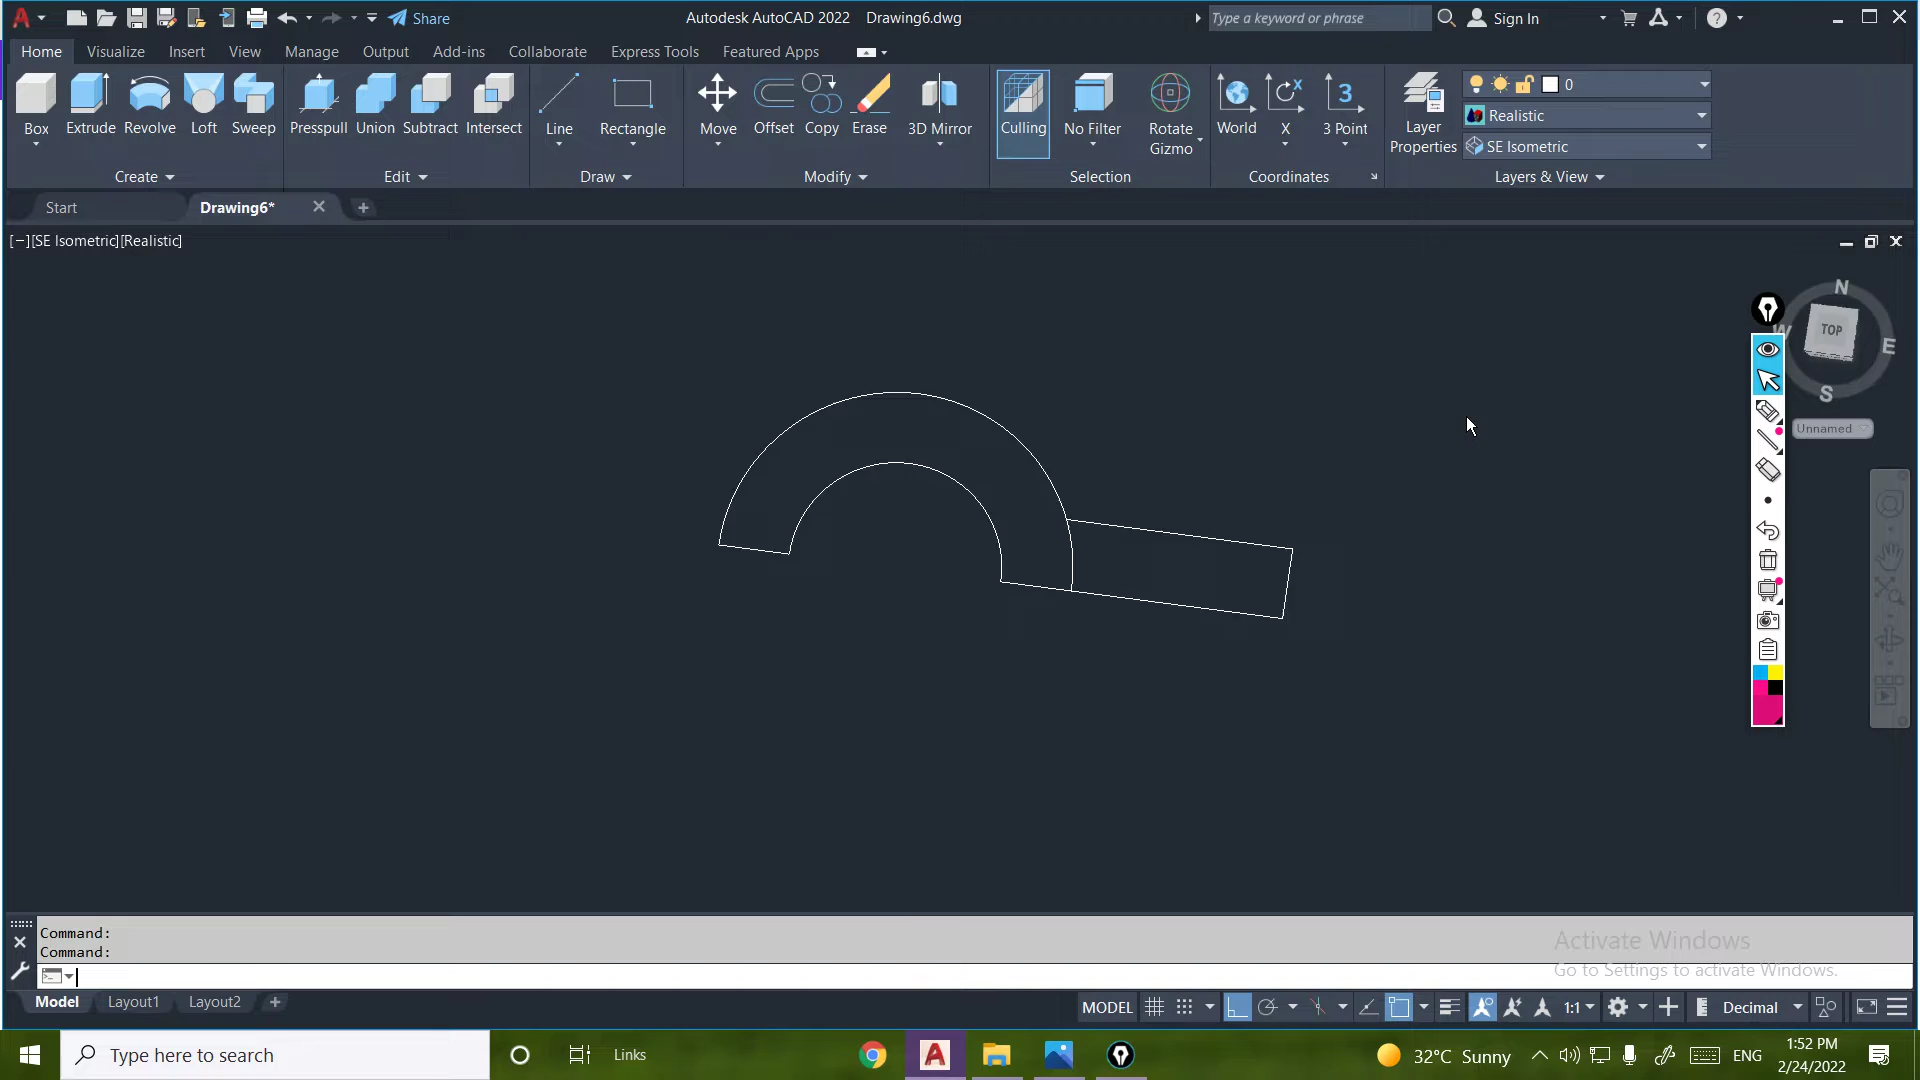 Share
Autodesk AutoCAD 2022 Drawing6.dwg
Type a keyword or phrase
Sign In
Home Visualize Insert View Manage Output Add-ins Collaborate Express Tools Featured Apps
Box Extrude Revolve Loft Sweep
Presspull Union Subtract Intersect
Line Rectangle
Move Offset Copy Erase 3D Mirror
Culling No Filter Rotate Gizmo
World X 3 Point
Layer Properties
0
Realistic
SE Isometric
Create Edit Draw Modify Selection Coordinates Layers & View
Start Drawing6*
[−][SE Isometric][Realistic]
N
W TOP E
S
Unnamed
Command:
Command:
Activate Windows
Go to Settings to activate Windows.
Model Layout1 Layout2
MODEL 1:1 Decimal
Type here to search
Links
32°C Sunny
ENG
1:52 PM
2/24/2022